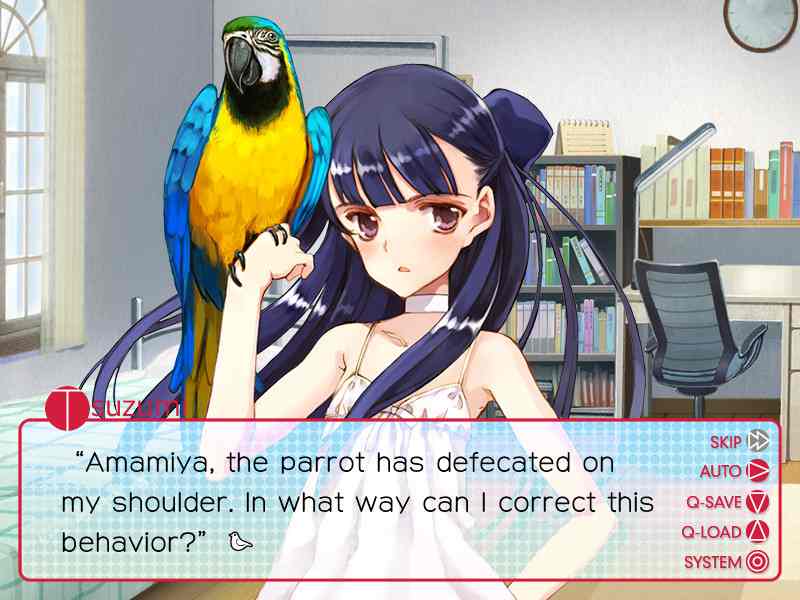 Tsuzumi
“Amamiya, the parrot has defecated on
my shoulder. In what way can I correct this
behavior?”
SKIP
AUTO
Q-SAVE
Q-LOAD
SYSTEM